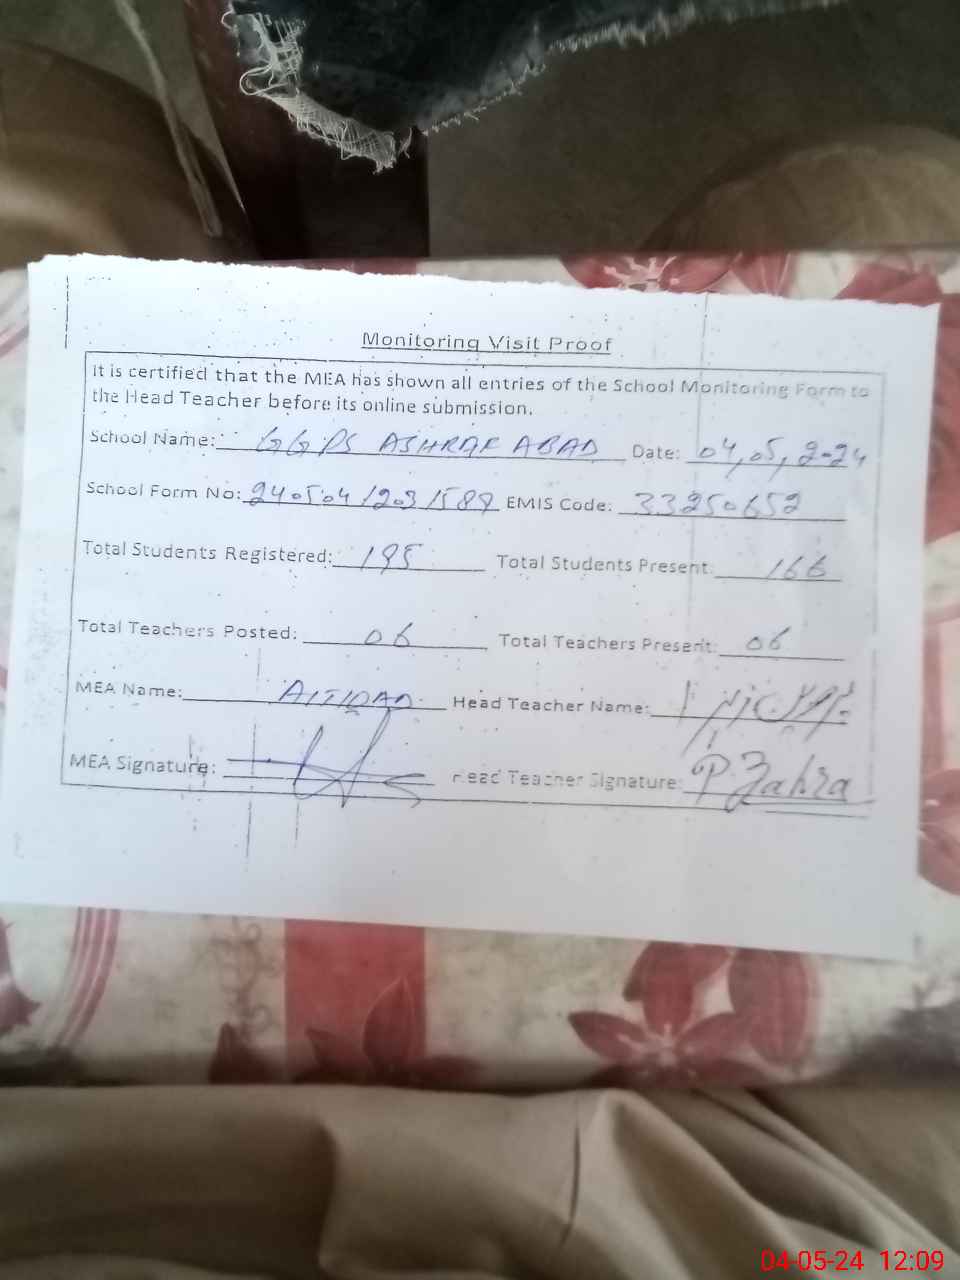 Monitoring Visit Proof
It is certified that the MEA has shown all entries of the School Monitoring Form to
the Head Teacher before its online submission.
School Name: GGPS ASHRAF ABAD Date: 04,05,2024
School Form No: 240504 1203 1588 EMIS Code: 33250652
Total Students Registered: 195 Total Students Present: 166
Total Teachers Posted: 06 Total Teachers Present: 06
MEA Name: Head Teacher Name:
MEA Signature: Head Teacher Signature: P. Zahra
04-05-24 12:09